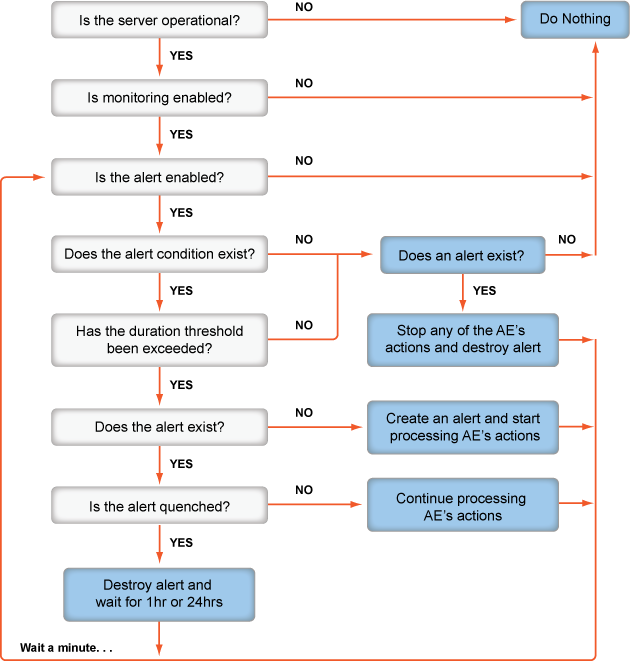 Is the server operational?
NO
Do Nothing
YES
Is monitoring enabled?
NO
YES
Is the alert enabled?
NO
YES
Does the alert condition exist?
NO
Does an alert exist?
NO
YES
YES
Has the duration threshold
been exceeded?
NO
Stop any of the AE's
actions and destroy alert
YES
Does the alert exist?
NO
Create an alert and start
processing AE's actions
YES
Is the alert quenched?
NO
Continue processing
AE's actions
YES
Destroy alert and
wait for 1hr or 24hrs
Wait a minute. . .